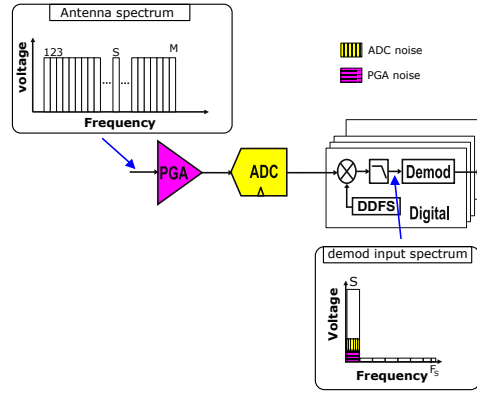 Antenna spectrum
voltage
123
S
M
...
...
Frequency
ADC noise
PGA noise
PGA
ADC
Demod
DDFS
Digital
demod input spectrum
Voltage
S
Frequency
Fs